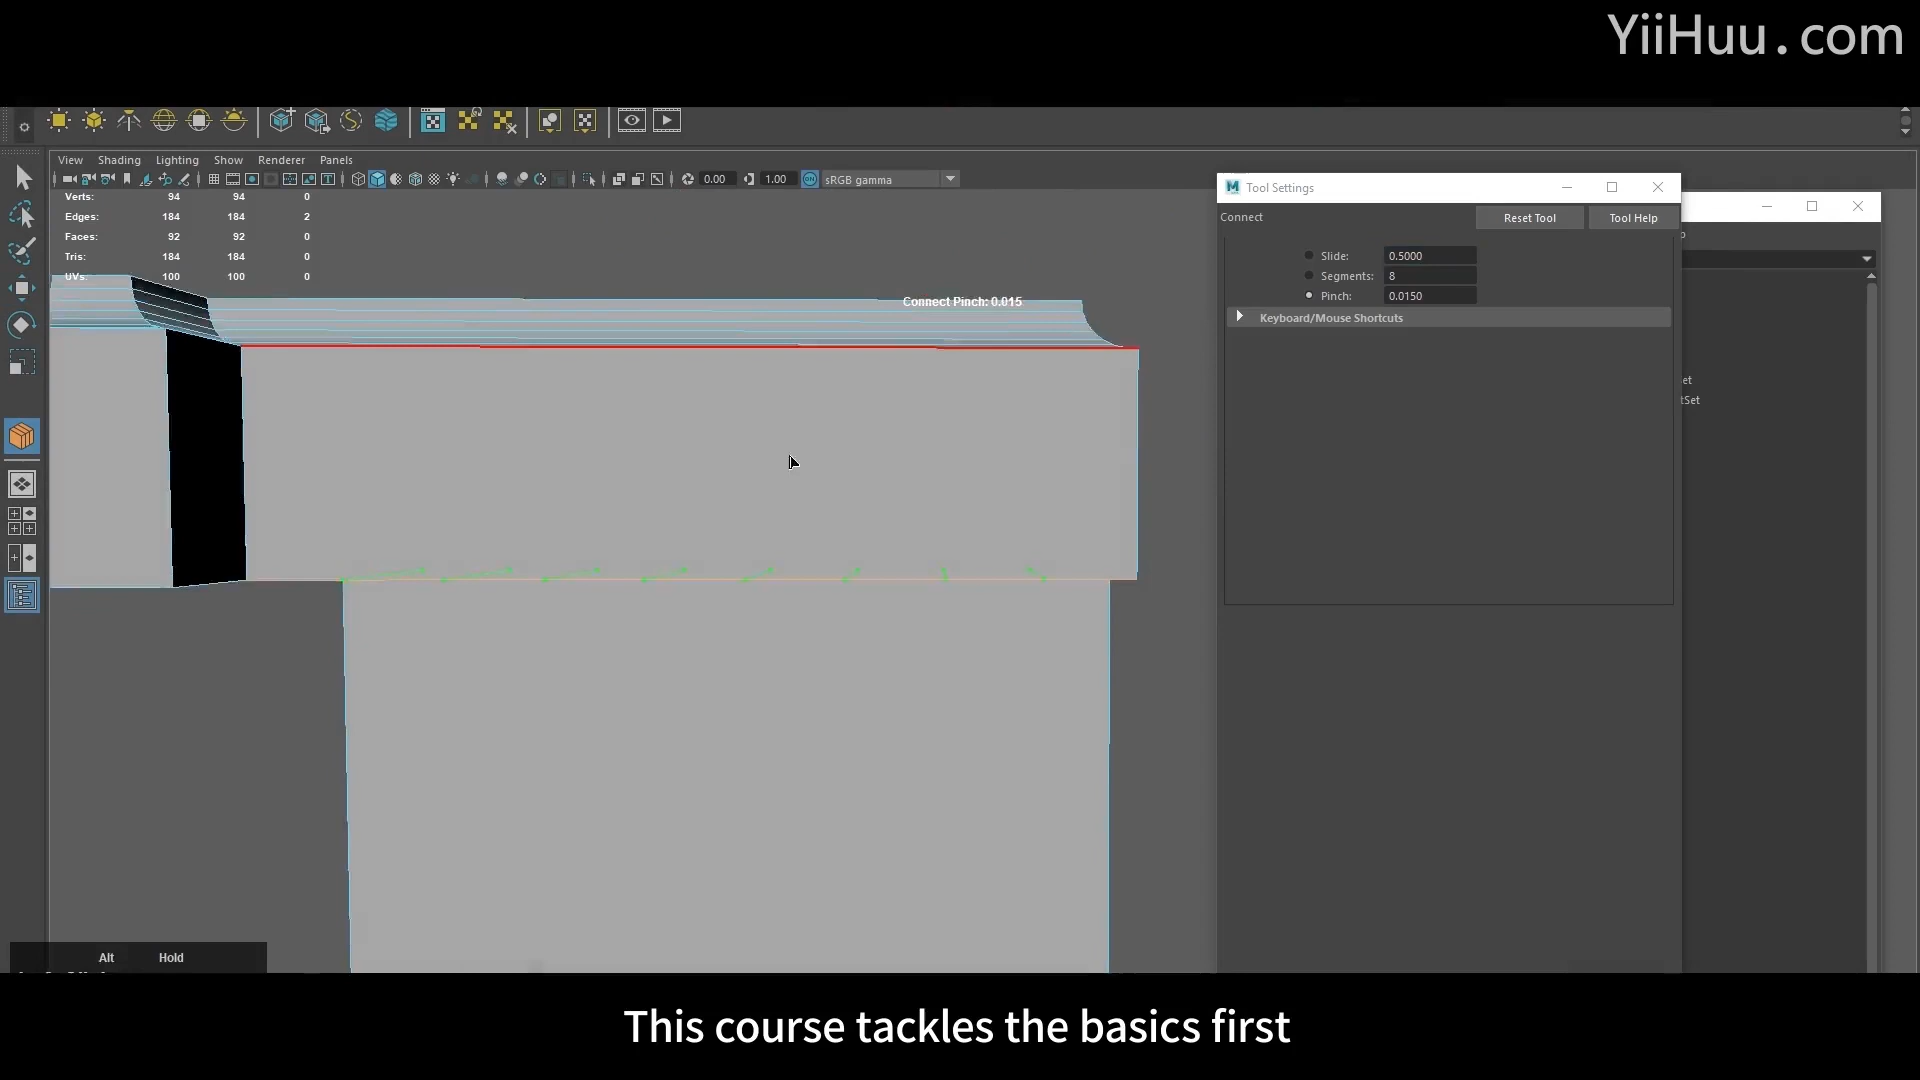 YiiHuu.com
View Shading Lighting Show Renderer Panels
0.00 1.00 ON sRGB gamma
Verts: 94 94 0
Edges: 184 184 2
Faces: 92 92 0
Tris: 184 184 0
UVs: 100 100 0
Connect Pinch: 0.015
Tool Settings
Connect Reset Tool Tool Help
Slide: 0.5000
Segments: 8
Pinch: 0.0150
Keyboard/Mouse Shortcuts
et
tSet
Alt Hold
This course tackles the basics first